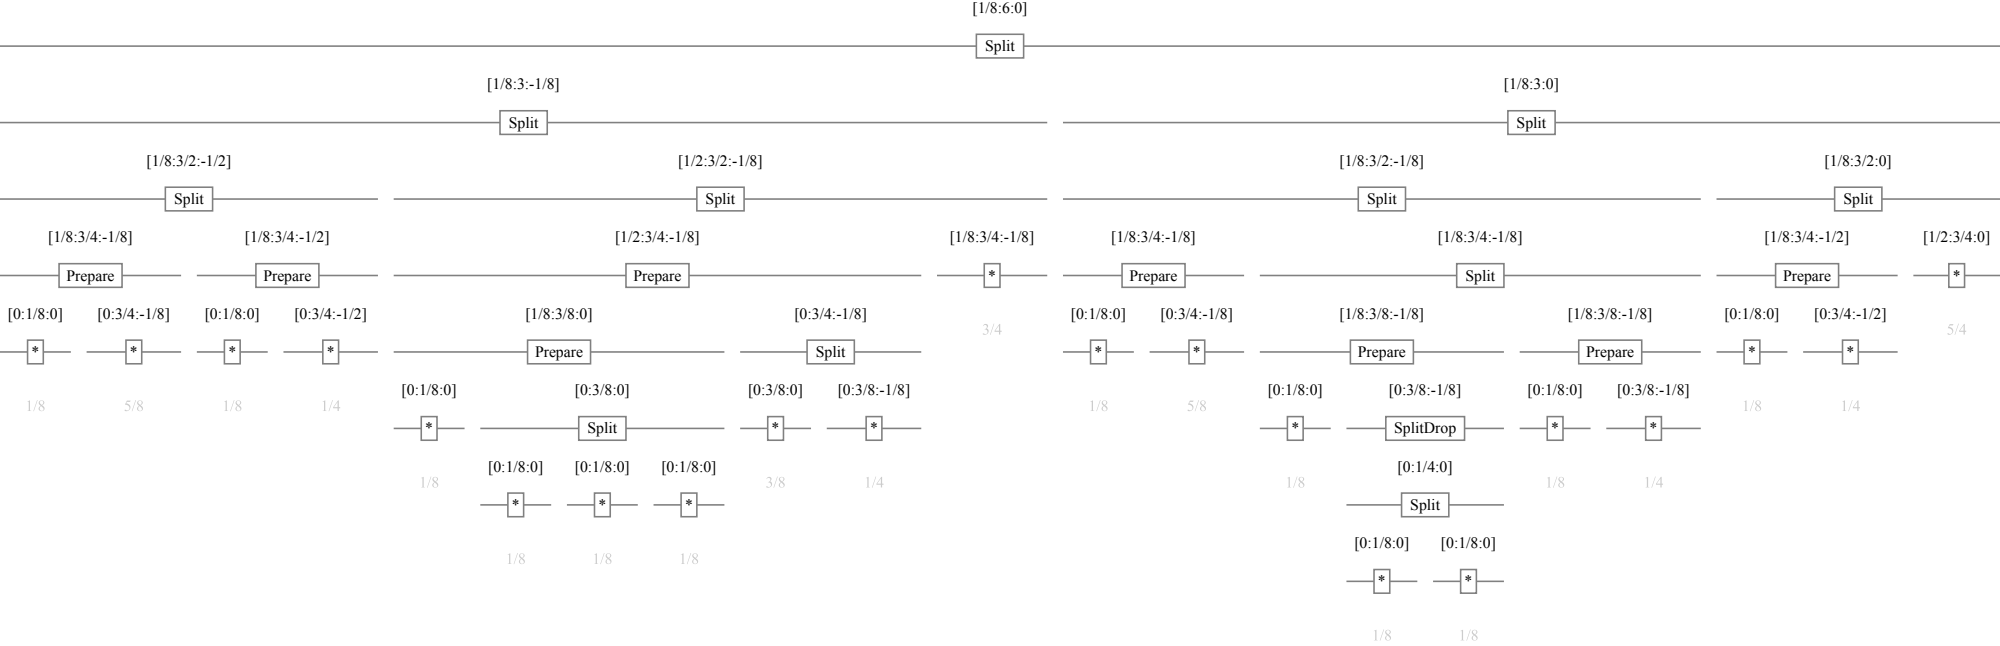 [1/8:6:0]
Split
[1/8:3:-1/8] [1/8:3:0]
Split Split
[1/8:3/2:-1/2] [1/2:3/2:-1/8] [1/8:3/2:-1/8] [1/8:3/2:0]
Split Split Split Split
[1/8:3/4:-1/8] [1/8:3/4:-1/2] [1/2:3/4:-1/8] [1/8:3/4:-1/8] [1/8:3/4:-1/8] [1/8:3/4:-1/8] [1/8:3/4:-1/2] [1/2:3/4:0]
Prepare Prepare Prepare * Prepare Split Prepare *
[0:1/8:0] [0:3/4:-1/8] [0:1/8:0] [0:3/4:-1/2] [1/8:3/8:0] [0:3/4:-1/8] 3/4 [0:1/8:0] [0:3/4:-1/8] [1/8:3/8:-1/8] [1/8:3/8:-1/8] [0:1/8:0] [0:3/4:-1/2] 5/4
* * * * Prepare Split * * Prepare Prepare * *
1/8 5/8 1/8 1/4 [0:1/8:0] [0:3/8:0] [0:3/8:0] [0:3/8:-1/8] 1/8 5/8 [0:1/8:0] [0:3/8:-1/8] [0:1/8:0] [0:3/8:-1/8] 1/8 1/4
* Split * * * SplitDrop * *
1/8 [0:1/8:0] [0:1/8:0] [0:1/8:0] 3/8 1/4 1/8 [0:1/4:0] 1/8 1/4
* * * Split
1/8 1/8 1/8 [0:1/8:0] [0:1/8:0]
* *
1/8 1/8